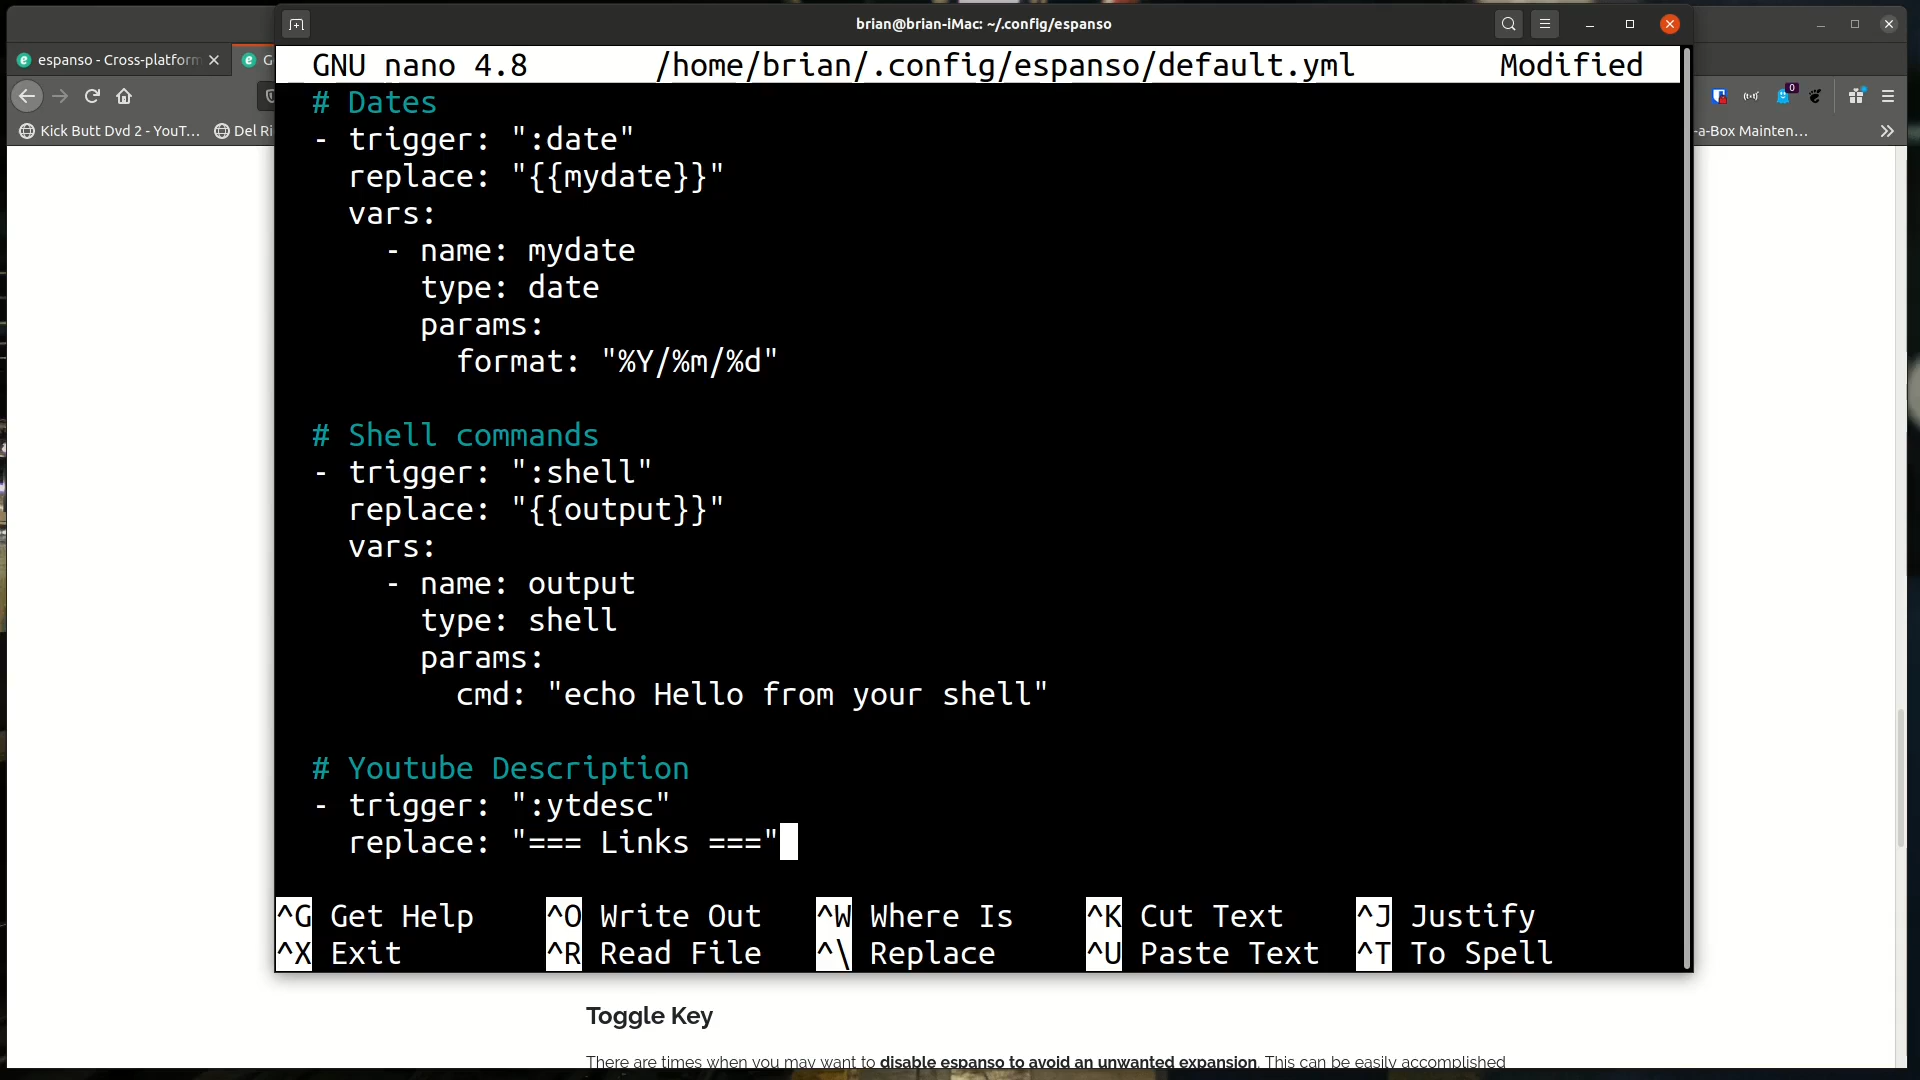 brian@brian-iMac: ~/.config/espanso
espanso - Cross-platform
G
Kick Butt Dvd 2 - YouT…
Del Ri
0
-a-Box Mainten…
GNU nano 4.8 /home/brian/.config/espanso/default.yml Modified
# Dates
- trigger: ":date"
replace: "{{mydate}}"
vars:
- name: mydate
type: date
params:
format: "%Y/%m/%d"
# Shell commands
- trigger: ":shell"
replace: "{{output}}"
vars:
- name: output
type: shell
params:
cmd: "echo Hello from your shell"
# Youtube Description
- trigger: ":ytdesc"
replace: "=== Links ==="
^G Get Help ^O Write Out ^W Where Is ^K Cut Text ^J Justify
^X Exit ^R Read File ^\ Replace ^U Paste Text ^T To Spell
Toggle Key
There are times when you may want to disable espanso to avoid an unwanted expansion. This can be easily accomplished